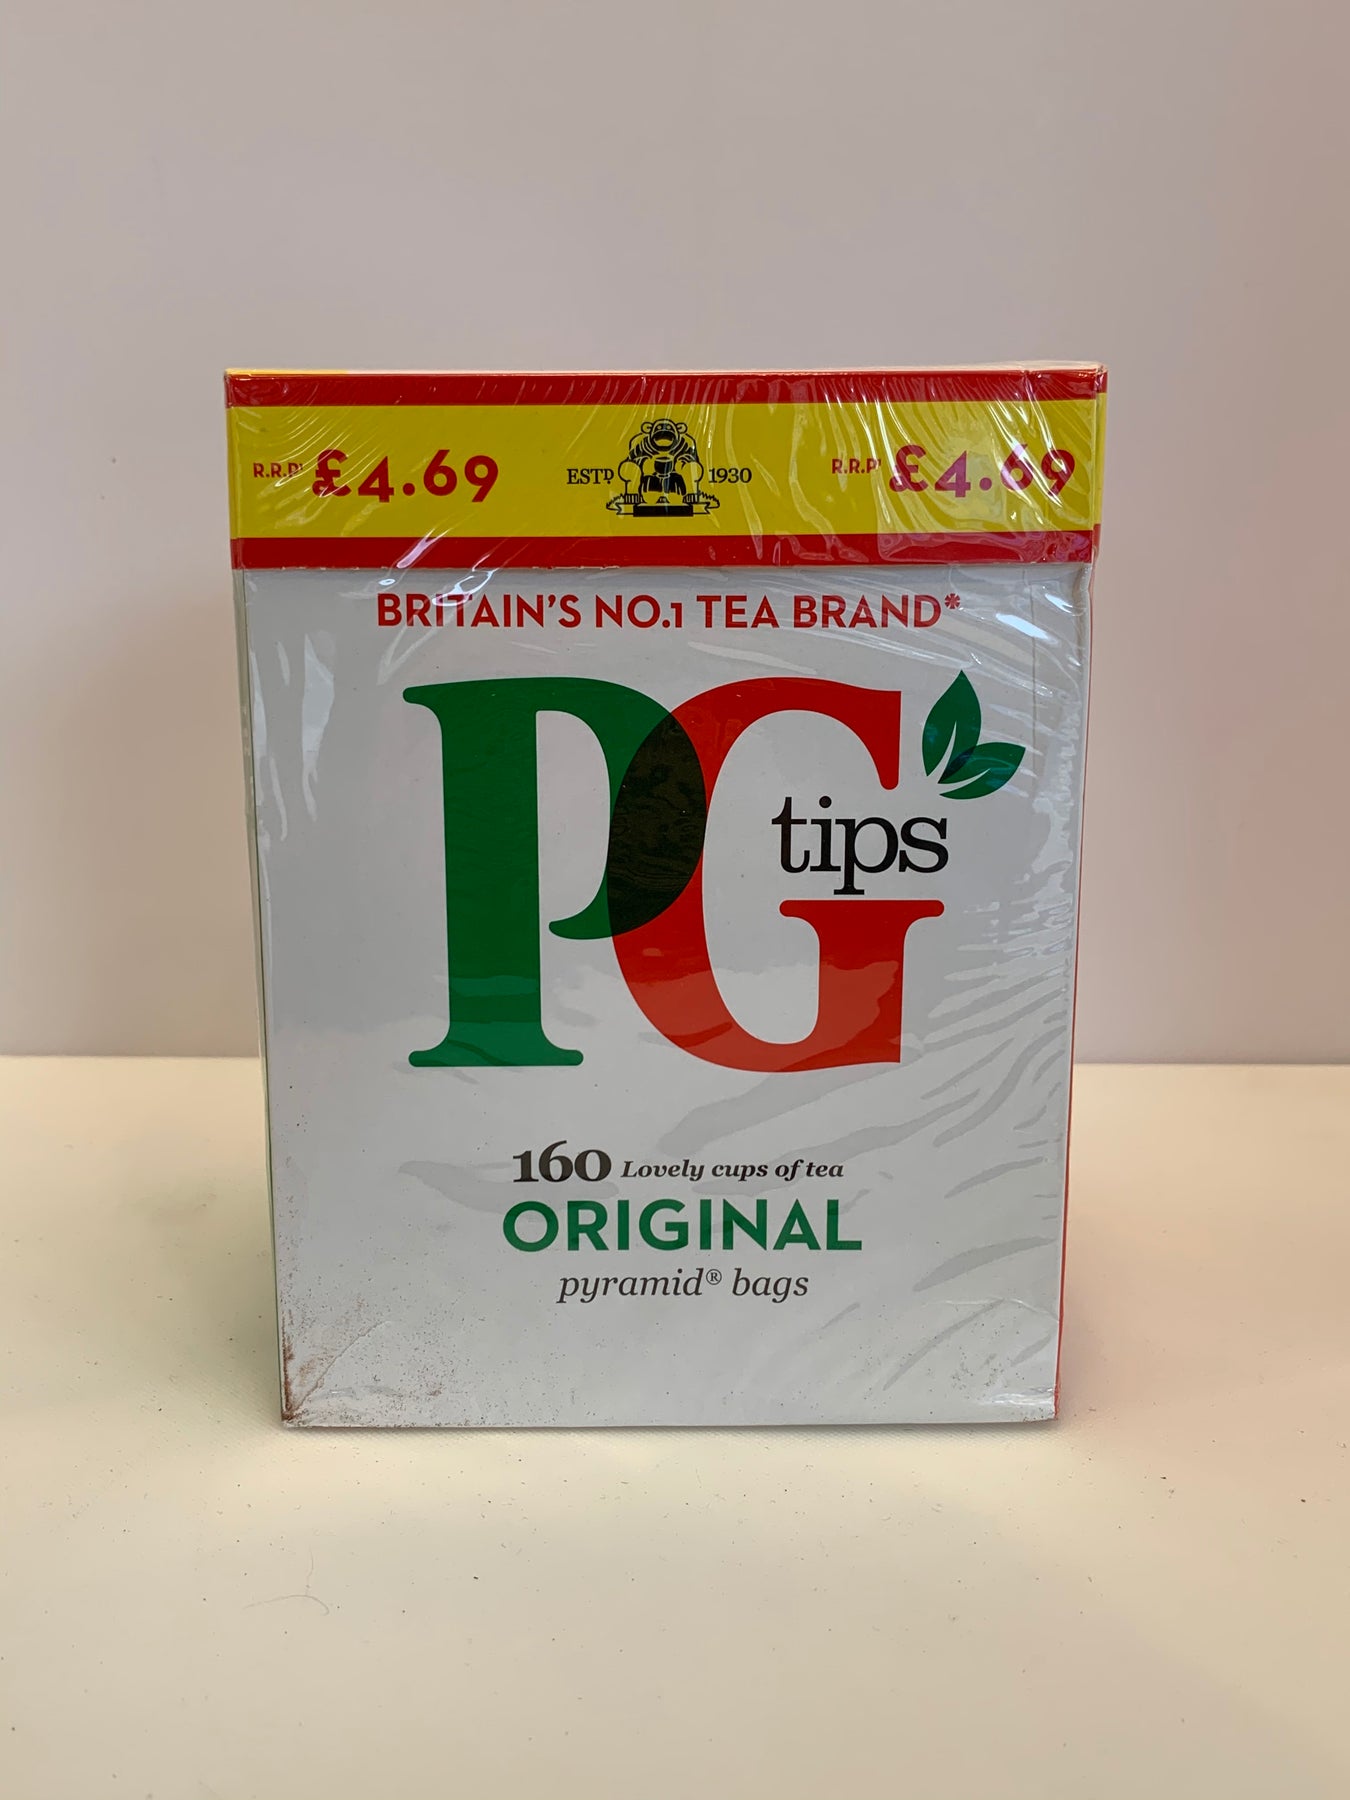 R.R.P' £4.69 ESTD 1930 R.R.P' £4.69
BRITAIN'S NO.1 TEA BRAND*
PG
tips
160 Lovely cups of tea
ORIGINAL
pyramid® bags